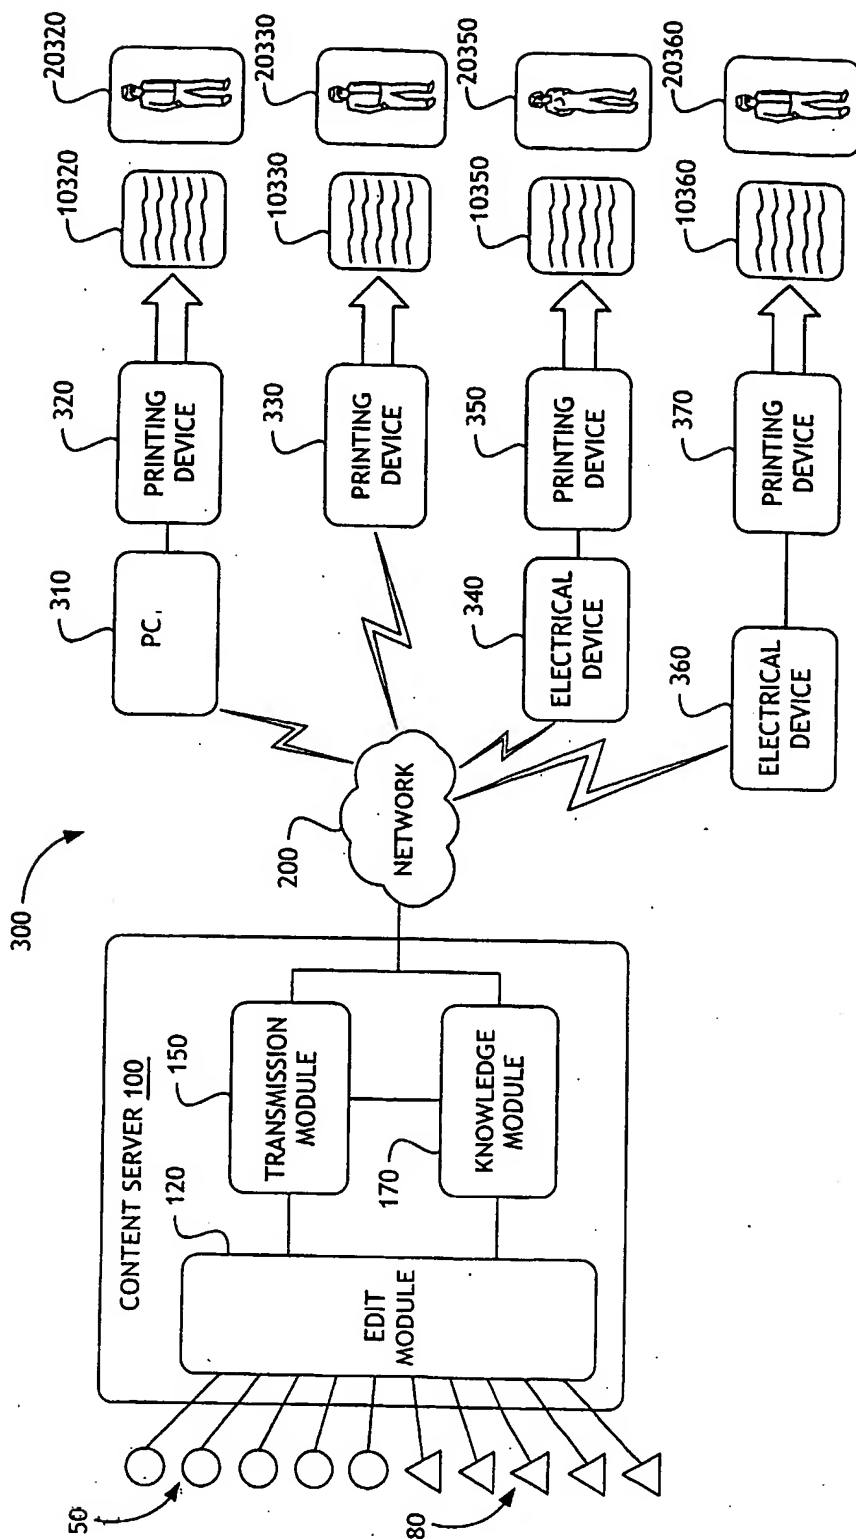 300
50
80
CONTENT SERVER 100
120
EDIT
MODULE
150
TRANSMISSION
MODULE
170
KNOWLEDGE
MODULE
200
NETWORK
310
PC
320
PRINTING
DEVICE
10320
20320
330
PRINTING
DEVICE
10330
20330
340
ELECTRICAL
DEVICE
350
PRINTING
DEVICE
10350
20350
360
ELECTRICAL
DEVICE
370
PRINTING
DEVICE
10360
20360